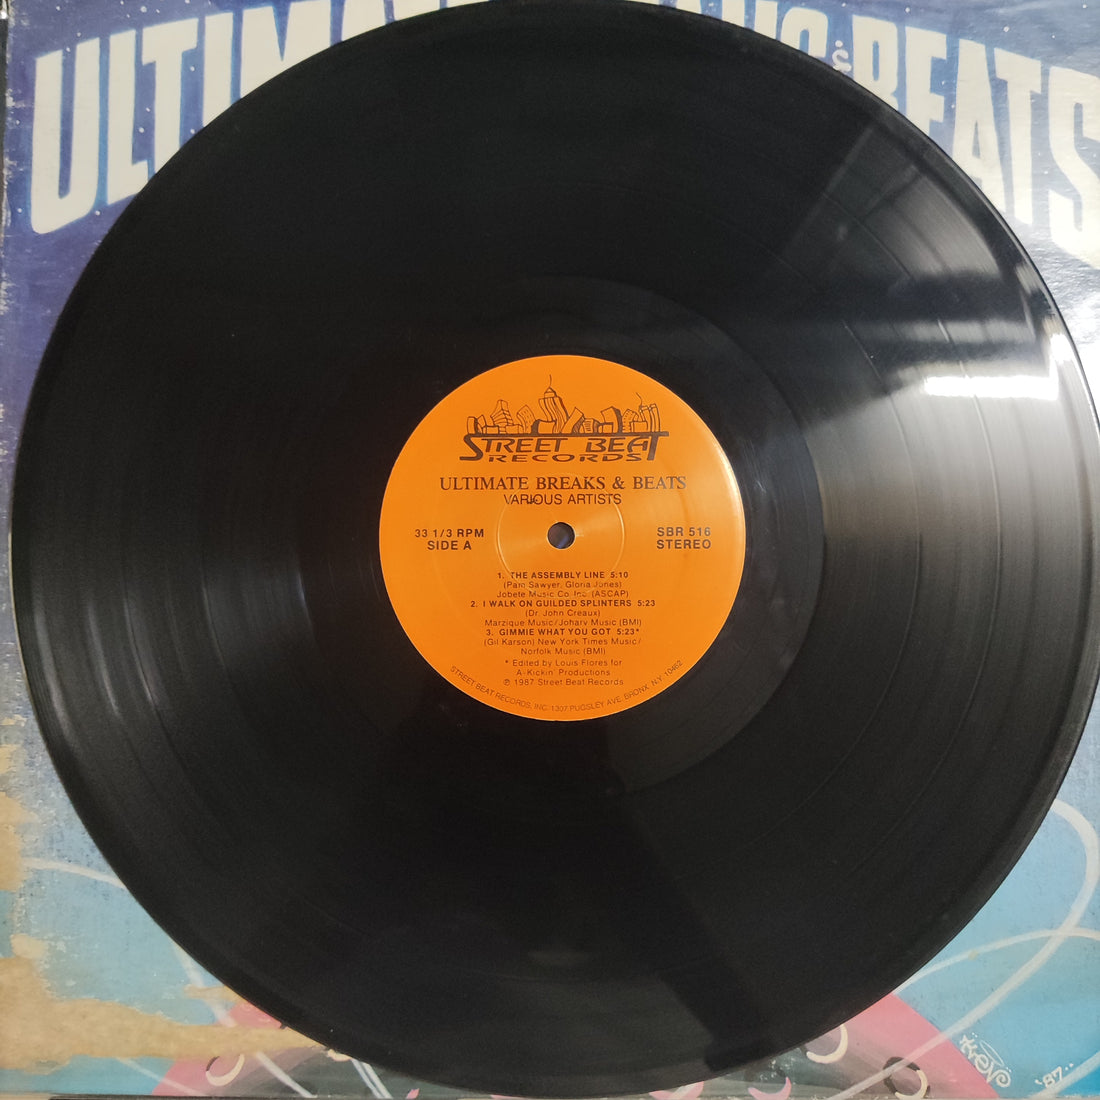 ULTIMA
& BEATS
STREET BEAT
RECORDS
ULTIMATE BREAKS & BEATS
VARIOUS ARTISTS
33 1/3 RPM
SIDE A
SBR 516
STEREO
1. THE ASSEMBLY LINE 5:10
(Pam Sawyer, Gloria Jones)
Jobete Music Co. Inc. (ASCAP)
2. I WALK ON GUILDED SPLINTERS 5:23
(Dr. John Creaux)
Marzique Music/Joharv Music (BMI)
3. GIMMIE WHAT YOU GOT 5:23*
(Gil Karson) New York Times Music/
Norfolk Music (BMI)
* Edited by Louis Flores for
A-Kickin' Productions
℗ 1987 Street Beat Records
STREET BEAT RECORDS, INC. 1307 PUGSLEY AVE. BRONX, N.Y. 10462
'87